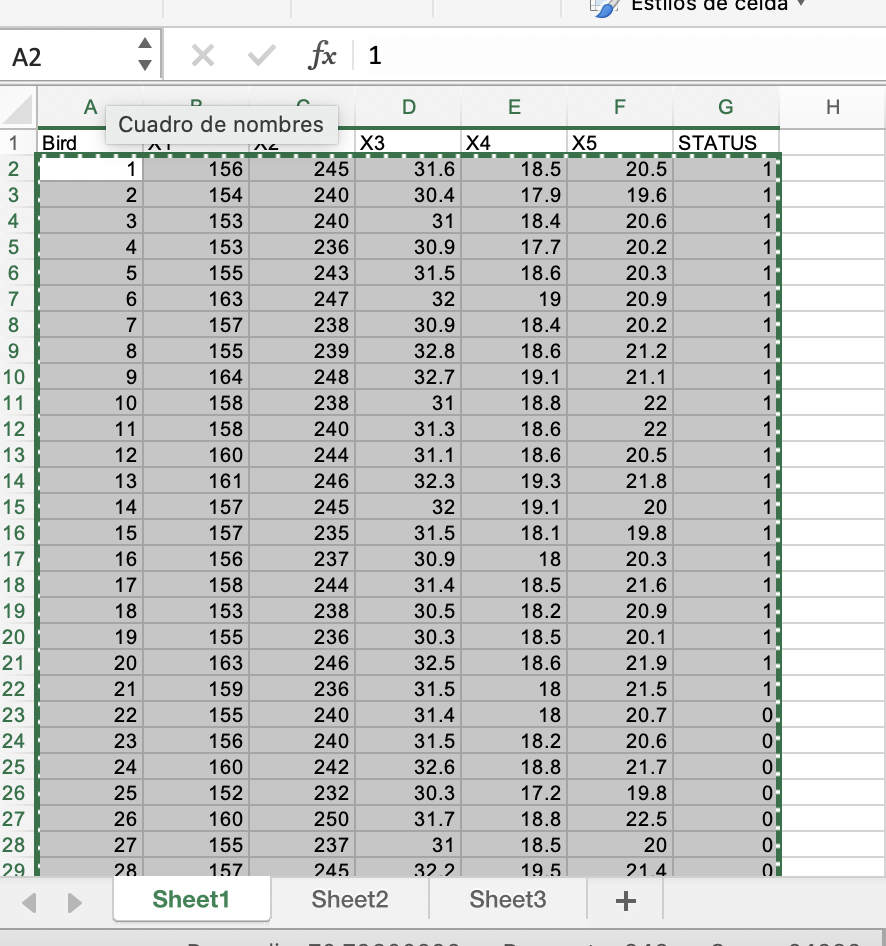 Estilos de celda
A2 fx 1
A D E F G H
Cuadro de nombres
1 Bird X3 X4 X5 STATUS
2 1 156 245 31.6 18.5 20.5 1
3 2 154 240 30.4 17.9 19.6 1
4 3 153 240 31 18.4 20.6 1
5 4 153 236 30.9 17.7 20.2 1
6 5 155 243 31.5 18.6 20.3 1
7 6 163 247 32 19 20.9 1
8 7 157 238 30.9 18.4 20.2 1
9 8 155 239 32.8 18.6 21.2 1
10 9 164 248 32.7 19.1 21.1 1
11 10 158 238 31 18.8 22 1
12 11 158 240 31.3 18.6 22 1
13 12 160 244 31.1 18.6 20.5 1
14 13 161 246 32.3 19.3 21.8 1
15 14 157 245 32 19.1 20 1
16 15 157 235 31.5 18.1 19.8 1
17 16 156 237 30.9 18 20.3 1
18 17 158 244 31.4 18.5 21.6 1
19 18 153 238 30.5 18.2 20.9 1
20 19 155 236 30.3 18.5 20.1 1
21 20 163 246 32.5 18.6 21.9 1
22 21 159 236 31.5 18 21.5 1
23 22 155 240 31.4 18 20.7 0
24 23 156 240 31.5 18.2 20.6 0
25 24 160 242 32.6 18.8 21.7 0
26 25 152 232 30.3 17.2 19.8 0
27 26 160 250 31.7 18.8 22.5 0
28 27 155 237 31 18.5 20 0
29 28 157 245 32.2 19.5 21.4 0
Sheet1 Sheet2 Sheet3 +